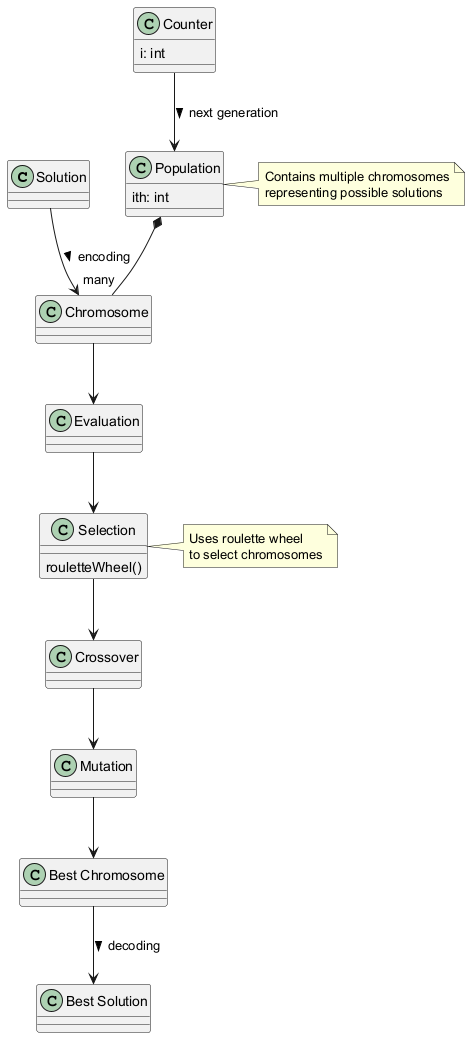 C Counter
i: int
next generation
C Solution
C Population
ith: int
Contains multiple chromosomes
representing possible solutions
encoding
many
C Chromosome
C Evaluation
C Selection
rouletteWheel()
Uses roulette wheel
to select chromosomes
C Crossover
C Mutation
C Best Chromosome
decoding
C Best Solution